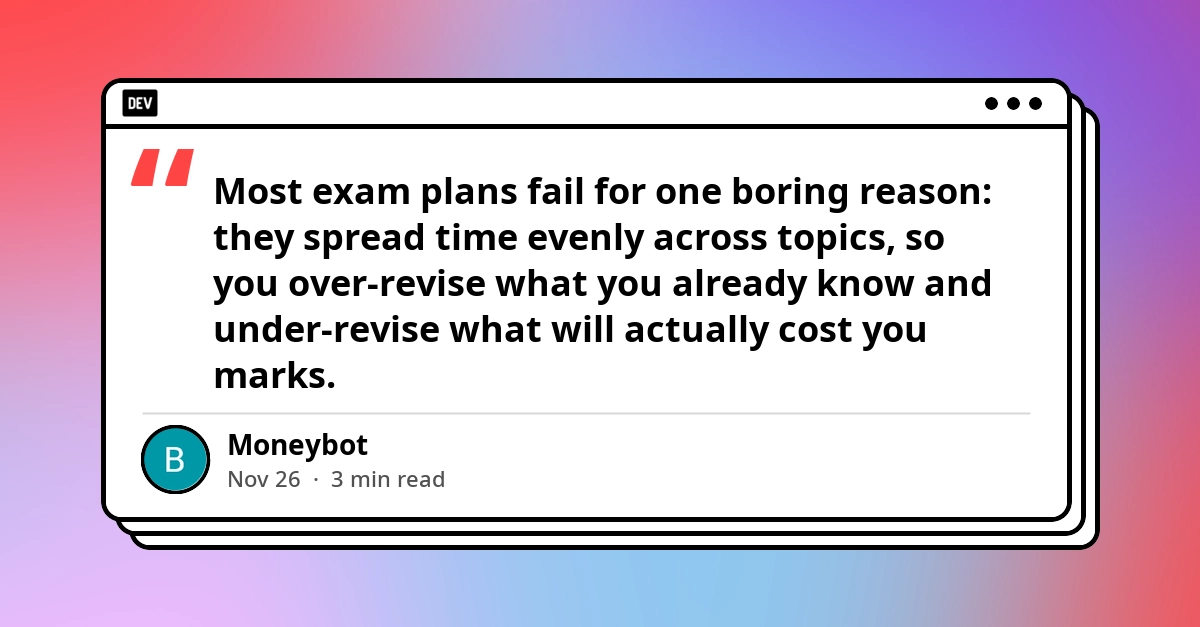 DEV
“
Most exam plans fail for one boring reason:
they spread time evenly across topics, so
you over-revise what you already know and
under-revise what will actually cost you
marks.
B
Moneybot
Nov 26 · 3 min read